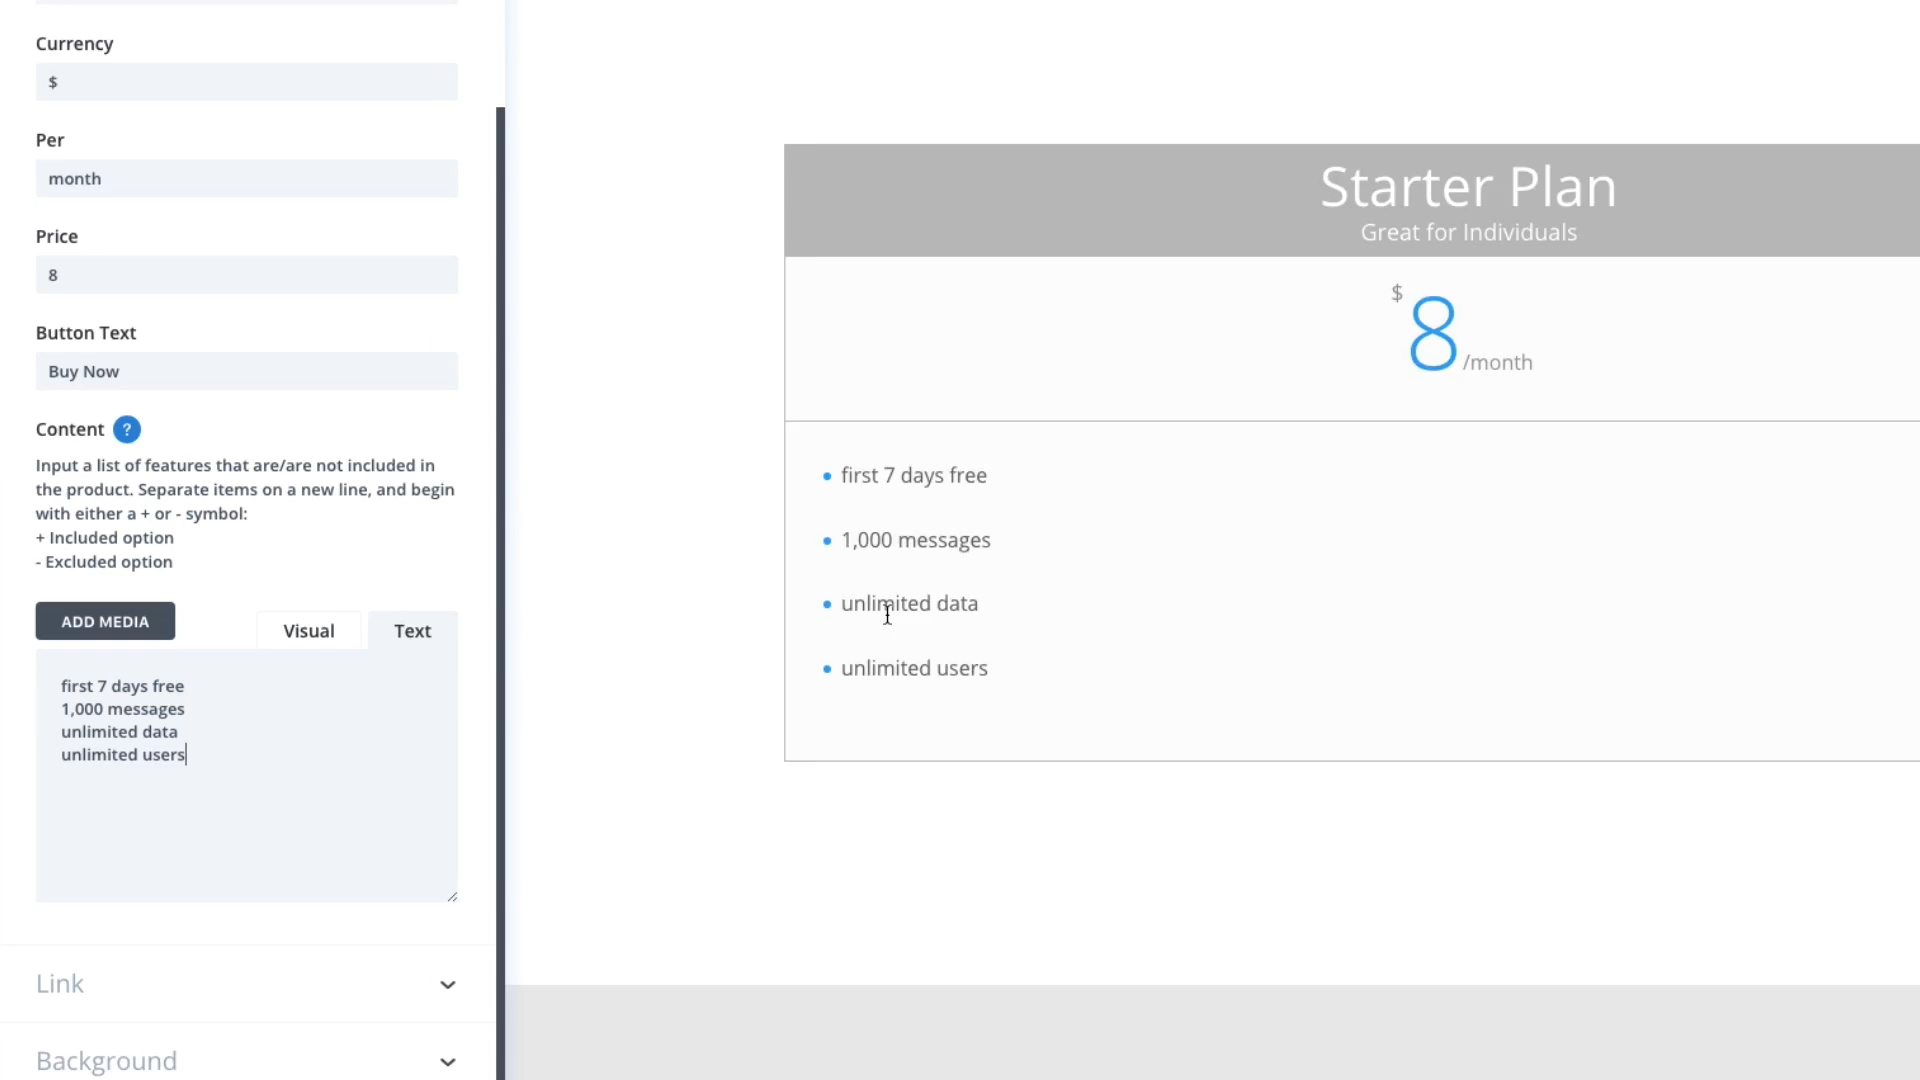 Currency
$
Per
month
Price
8
Button Text
Buy Now
Content ?
Input a list of features that are/are not included in
the product. Separate items on a new line, and begin
with either a + or - symbol:
+ Included option
- Excluded option
ADD MEDIA
Visual
Text
first 7 days free
1,000 messages
unlimited data
unlimited users
Link
Background
Starter Plan
Great for Individuals
$
8
/month
first 7 days free
1,000 messages
unlimited data
unlimited users